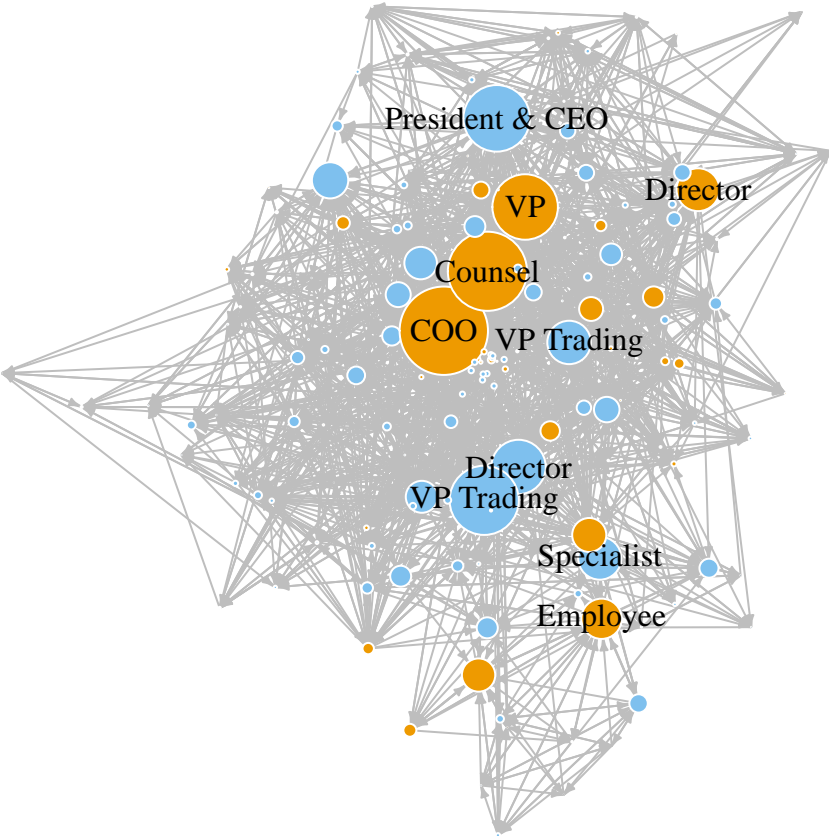 President & CEO
Director
VP
Counsel
COO
VP Trading
Director
VP Trading
Specialist
Employee